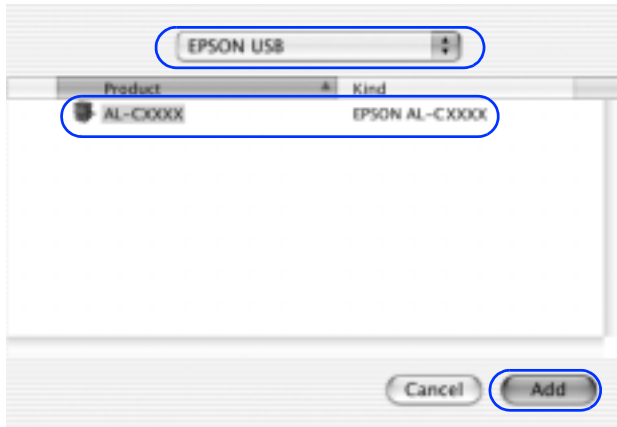 EPSON USB
Product Kind
AL-CXXXX EPSON AL-CXXXX
Cancel Add